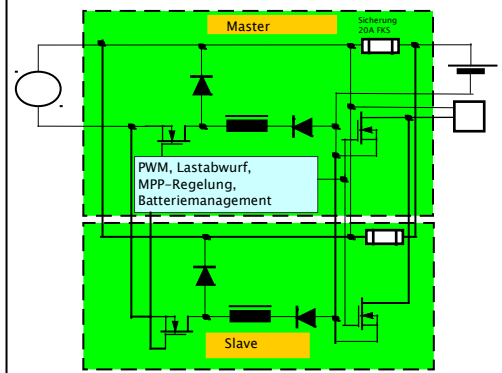 Master
Sicherung
20A FKS
PWM, Lastabwurf,
MPP-Regelung,
Batteriemanagement
Slave